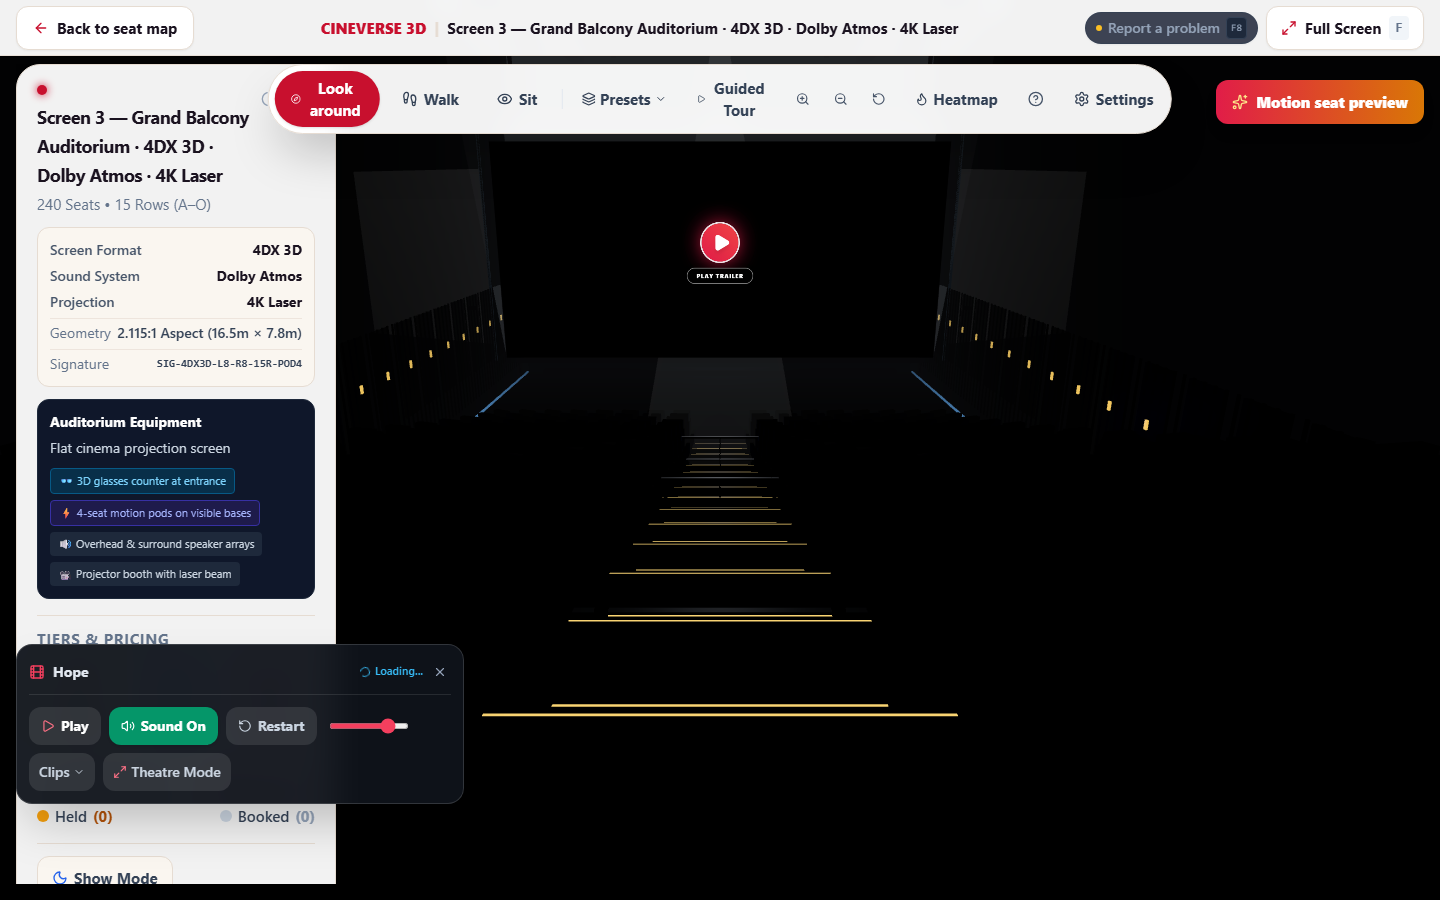 Back to seat map
CINEVERSE 3D | Screen 3 — Grand Balcony Auditorium · 4DX 3D · Dolby Atmos · 4K Laser
Report a problem F8
Full Screen F
Look around
Walk
Sit
Presets
Guided Tour
Heatmap
Settings
Motion seat preview
Screen 3 — Grand Balcony
Auditorium · 4DX 3D ·
Dolby Atmos · 4K Laser
240 Seats • 15 Rows (A–O)
Screen Format 4DX 3D
Sound System Dolby Atmos
Projection 4K Laser
Geometry 2.115:1 Aspect (16.5m × 7.8m)
Signature SIG-4DX3D-L8-R8-15R-POD4
Auditorium Equipment
Flat cinema projection screen
3D glasses counter at entrance
4-seat motion pods on visible bases
Overhead & surround speaker arrays
Projector booth with laser beam
TIERS & PRICING
PLAY TRAILER
Hope Loading...
Play Sound On Restart
Clips Theatre Mode
Held (0) Booked (0)
Show Mode